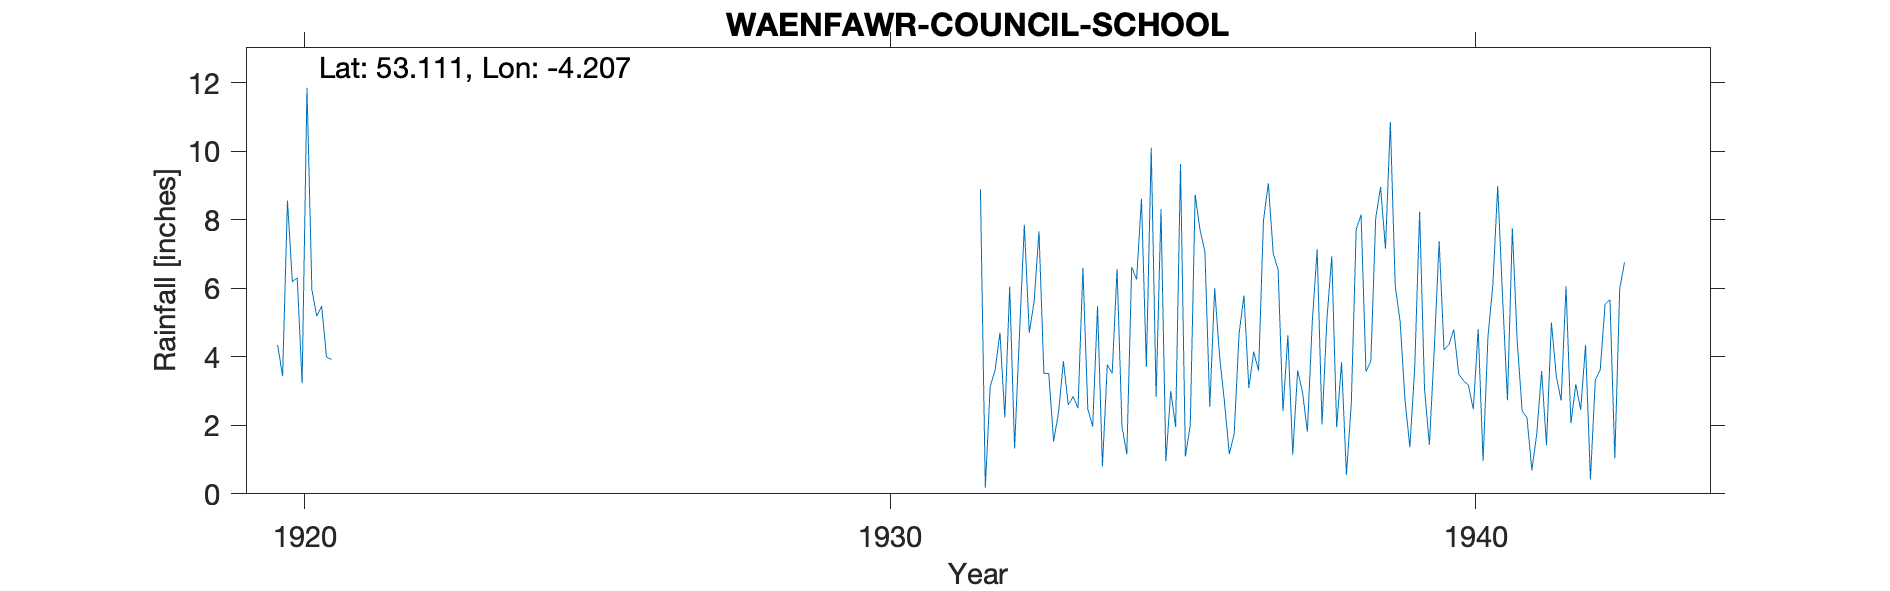 WAENFAWR-COUNCIL-SCHOOL
Lat: 53.111, Lon: -4.207
12
10
8
6
4
2
0
Rainfall [inches]
1920 1930 1940
Year